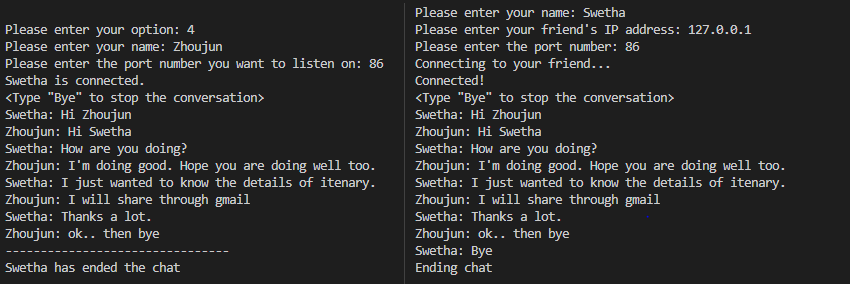 Please enter your option: 4
Please enter your name: Zhoujun
Please enter the port number you want to listen on: 86
Swetha is connected.
<Type "Bye" to stop the conversation>
Swetha: Hi Zhoujun
Zhoujun: Hi Swetha
Swetha: How are you doing?
Zhoujun: I'm doing good. Hope you are doing well too.
Swetha: I just wanted to know the details of itenary.
Zhoujun: I will share through gmail
Swetha: Thanks a lot.
Zhoujun: ok.. then bye
--------------------------------
Swetha has ended the chat
Please enter your name: Swetha
Please enter your friend's IP address: 127.0.0.1
Please enter the port number: 86
Connecting to your friend...
Connected!
<Type "Bye" to stop the conversation>
Swetha: Hi Zhoujun
Zhoujun: Hi Swetha
Swetha: How are you doing?
Zhoujun: I'm doing good. Hope you are doing well too.
Swetha: I just wanted to know the details of itenary.
Zhoujun: I will share through gmail
Swetha: Thanks a lot.
Zhoujun: ok.. then bye
Swetha: Bye
Ending chat